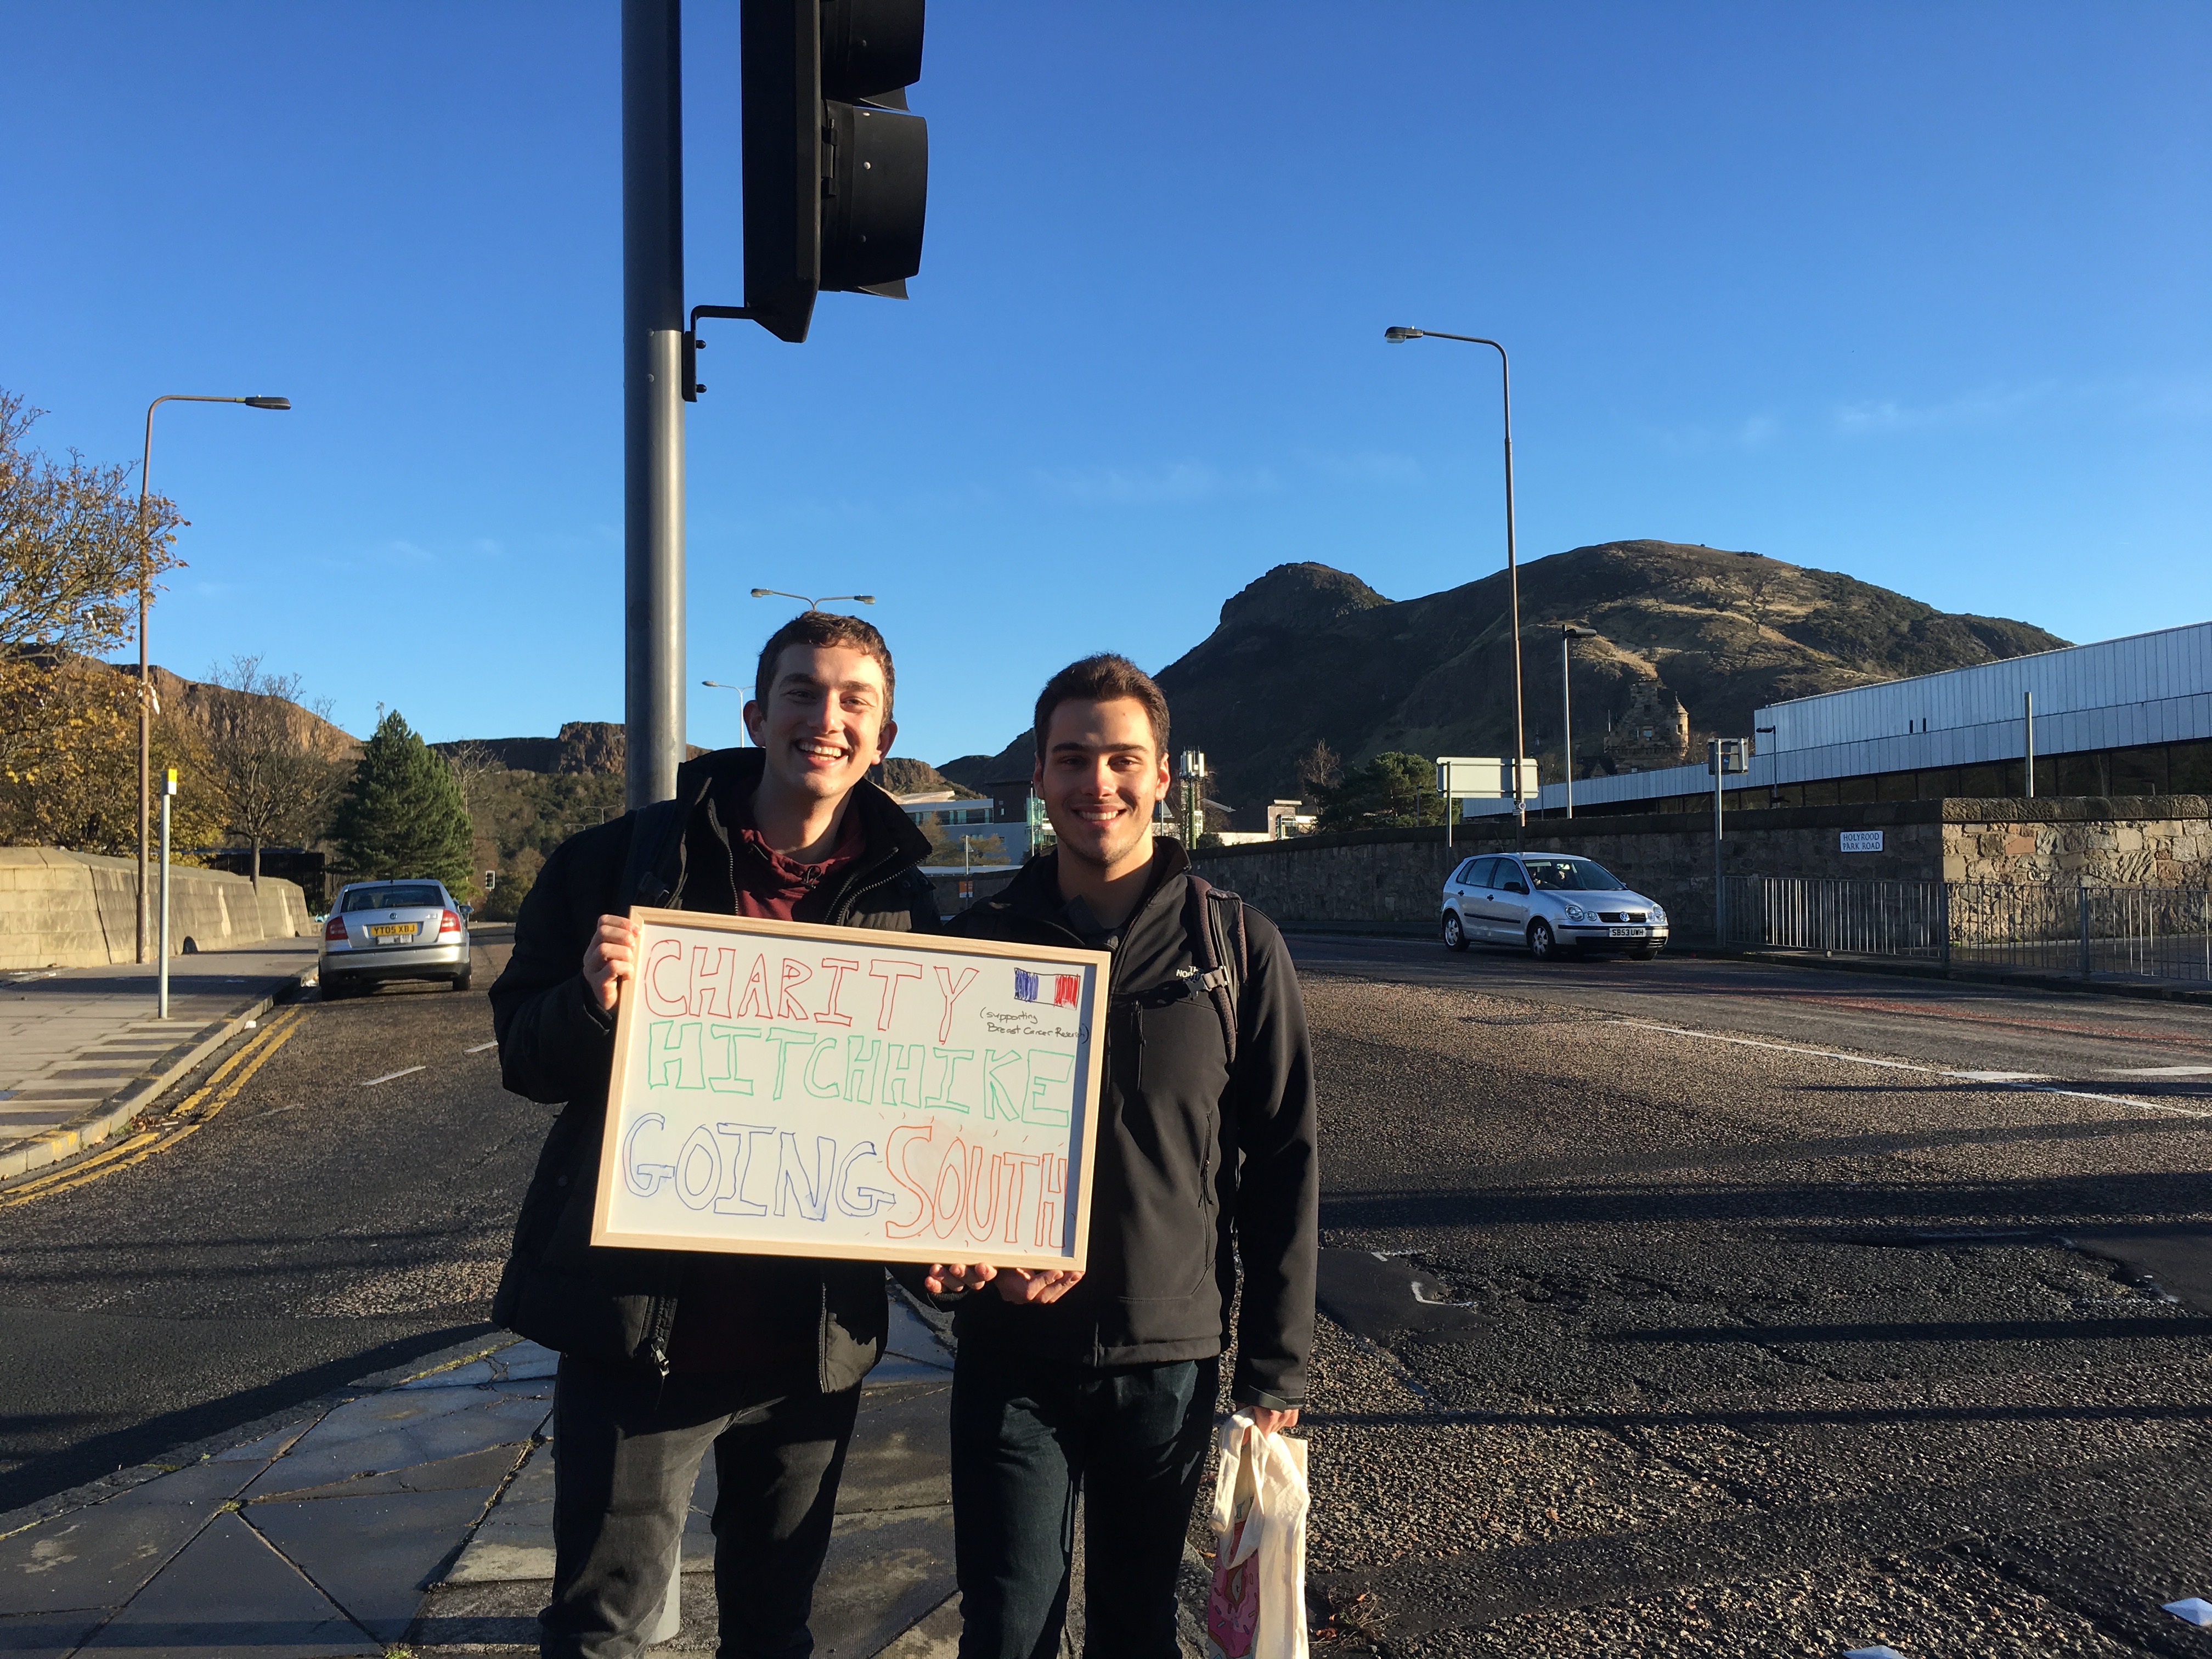 CHARITY
(supporting
Breast Cancer Research)
HITCHHIKE
GOING SOUTH
YT05 XBJ
SB53 UWH
HOLYROOD
PARK ROAD